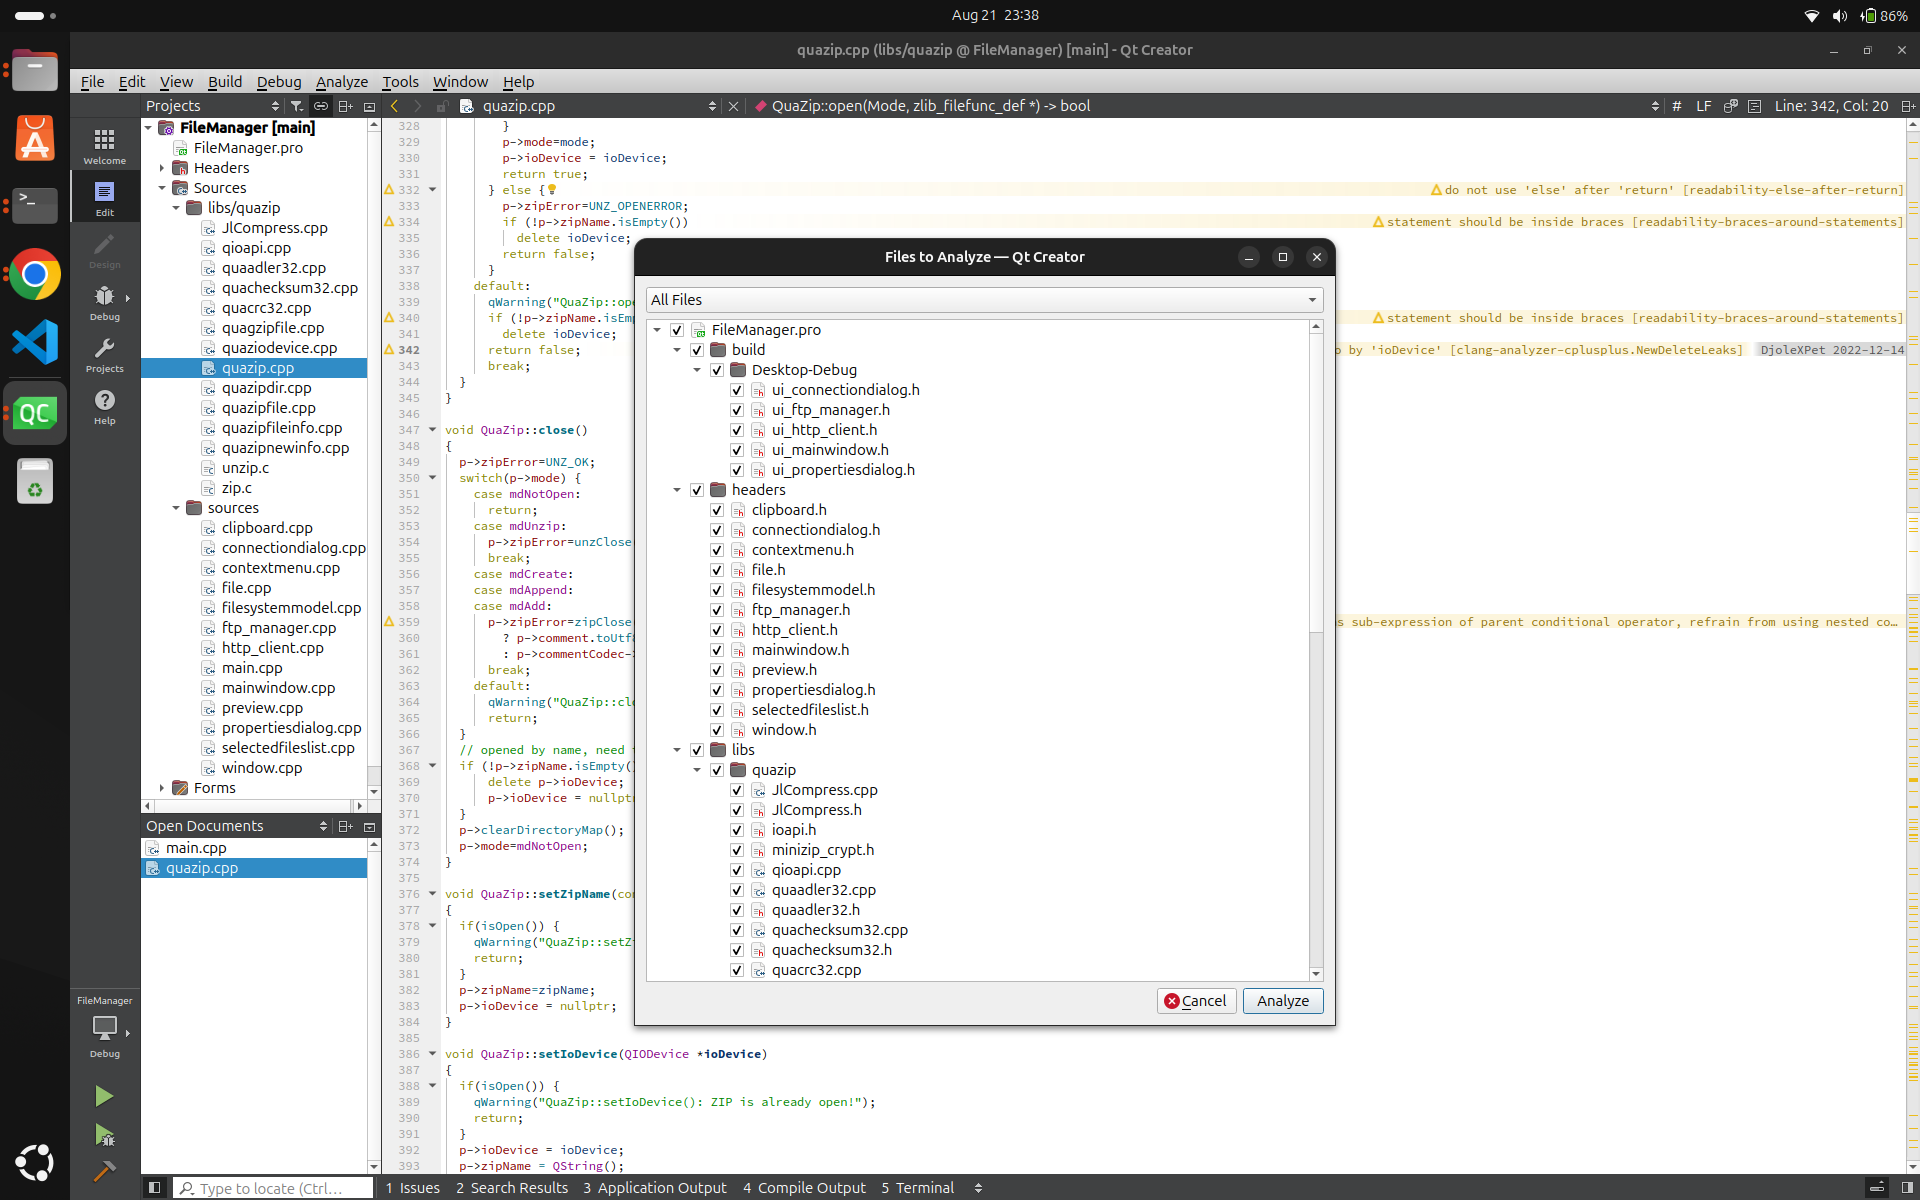 Aug 21 23:38
86%
quazip.cpp (libs/quazip @ FileManager) [main] - Qt Creator
File Edit View Build Debug Analyze Tools Window Help
Projects
quazip.cpp
QuaZip::open(Mode, zlib_filefunc_def *) -> bool
# LF Line: 342, Col: 20
Welcome
Edit
Design
Debug
Projects
Help
FileManager
Debug
FileManager [main]
FileManager.pro
Headers
Sources
libs/quazip
JlCompress.cpp
qioapi.cpp
quaadler32.cpp
quachecksum32.cpp
quacrc32.cpp
quagzipfile.cpp
quaziodevice.cpp
quazip.cpp
quazipdir.cpp
quazipfile.cpp
quazipfileinfo.cpp
quazipnewinfo.cpp
unzip.c
zip.c
sources
clipboard.cpp
connectiondialog.cpp
contextmenu.cpp
file.cpp
filesystemmodel.cpp
ftp_manager.cpp
http_client.cpp
main.cpp
mainwindow.cpp
preview.cpp
propertiesdialog.cpp
selectedfileslist.cpp
window.cpp
Forms
Open Documents
main.cpp
quazip.cpp
328 }
329 p->mode=mode;
330 p->ioDevice = ioDevice;
331 return true;
332 } else { do not use 'else' after 'return' [readability-else-after-return]
333 p->zipError=UNZ_OPENERROR;
334 if (!p->zipName.isEmpty()) statement should be inside braces [readability-braces-around-statements]
335 delete ioDevice;
336 return false;
337 }
338 default:
339 qWarning("QuaZip::ope
340 if (!p->zipName.isEmp statement should be inside braces [readability-braces-around-statements]
341 delete ioDevice;
342 return false; o by 'ioDevice' [clang-analyzer-cplusplus.NewDeleteLeaks] DjoleXPet 2022-12-14
343 break;
344 }
345 }
346
347 void QuaZip::close()
348 {
349 p->zipError=UNZ_OK;
350 switch(p->mode) {
351 case mdNotOpen:
352 return;
353 case mdUnzip:
354 p->zipError=unzClose
355 break;
356 case mdCreate:
357 case mdAppend:
358 case mdAdd:
359 p->zipError=zipClose s sub-expression of parent conditional operator, refrain from using nested co…
360 ? p->comment.toUtf
361 : p->commentCodec-
362 break;
363 default:
364 qWarning("QuaZip::clo
365 return;
366 }
367 // opened by name, need
368 if (!p->zipName.isEmpty(
369 delete p->ioDevice;
370 p->ioDevice = nullptr
371 }
372 p->clearDirectoryMap();
373 p->mode=mdNotOpen;
374 }
375
376 void QuaZip::setZipName(con
377 {
378 if(isOpen()) {
379 qWarning("QuaZip::setZi
380 return;
381 }
382 p->zipName=zipName;
383 p->ioDevice = nullptr;
384 }
385
386 void QuaZip::setIoDevice(QIODevice *ioDevice)
387 {
388 if(isOpen()) {
389 qWarning("QuaZip::setIoDevice(): ZIP is already open!");
390 return;
391 }
392 p->ioDevice = ioDevice;
393 p->zipName = QString();
Files to Analyze — Qt Creator
All Files
FileManager.pro
build
Desktop-Debug
ui_connectiondialog.h
ui_ftp_manager.h
ui_http_client.h
ui_mainwindow.h
ui_propertiesdialog.h
headers
clipboard.h
connectiondialog.h
contextmenu.h
file.h
filesystemmodel.h
ftp_manager.h
http_client.h
mainwindow.h
preview.h
propertiesdialog.h
selectedfileslist.h
window.h
libs
quazip
JlCompress.cpp
JlCompress.h
ioapi.h
minizip_crypt.h
qioapi.cpp
quaadler32.cpp
quaadler32.h
quachecksum32.cpp
quachecksum32.h
quacrc32.cpp
Cancel Analyze
Type to locate (Ctrl...
1 Issues 2 Search Results 3 Application Output 4 Compile Output 5 Terminal